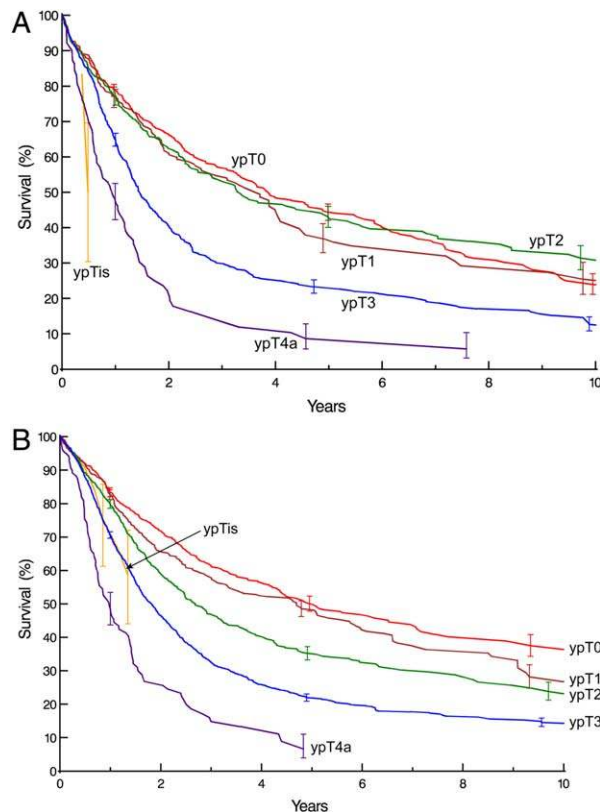 A
100
90
80
70
60
50
40
30
20
10
0
Survival (%)
ypT0
ypT2
ypT1
ypTis
ypT3
ypT4a
0 2 4 6 8 10
Years
B
100
90
80
70
60
50
40
30
20
10
0
Survival (%)
ypTis
ypT0
ypT1
ypT2
ypT3
ypT4a
0 2 4 6 8 10
Years